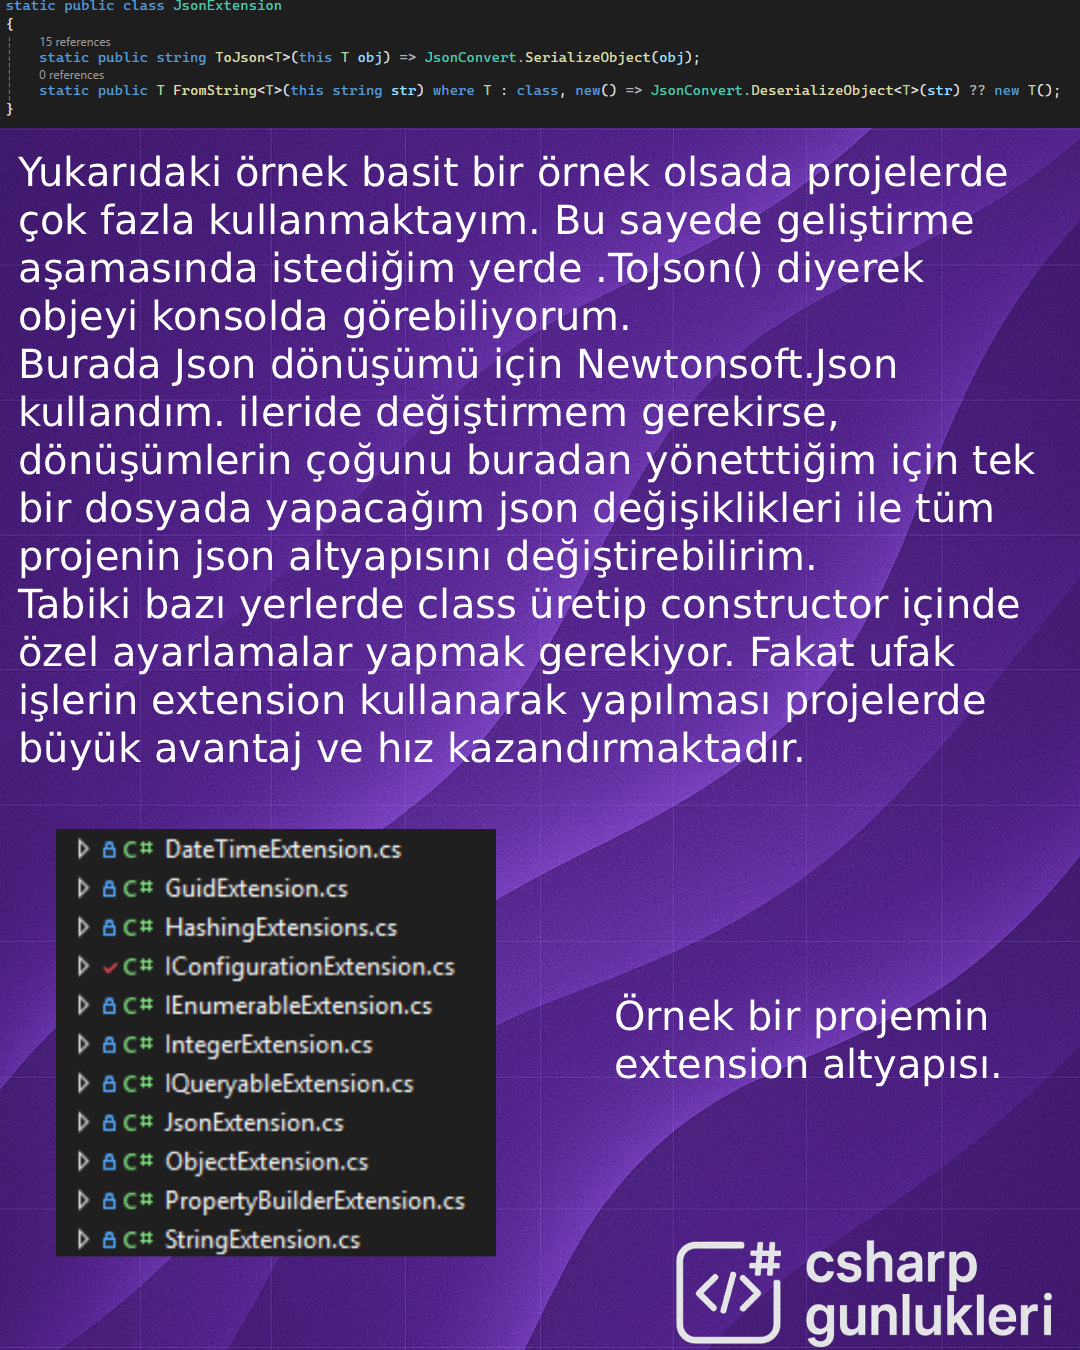 static public class JsonExtension
{
15 references
static public string ToJson<T>(this T obj) => JsonConvert.SerializeObject(obj);
0 references
static public T FromString<T>(this string str) where T : class, new() => JsonConvert.DeserializeObject<T>(str) ?? new T();
}
Yukarıdaki örnek basit bir örnek olsada projelerde
çok fazla kullanmaktayım. Bu sayede geliştirme
aşamasında istediğim yerde .ToJson() diyerek
objeyi konsolda görebiliyorum.
Burada Json dönüşümü için Newtonsoft.Json
kullandım. ileride değiştirmem gerekirse,
dönüşümlerin çoğunu buradan yönetttiğim için tek
bir dosyada yapacağım json değişiklikleri ile tüm
projenin json altyapısını değiştirebilirim.
Tabiki bazı yerlerde class üretip constructor içinde
özel ayarlamalar yapmak gerekiyor. Fakat ufak
işlerin extension kullanarak yapılması projelerde
büyük avantaj ve hız kazandırmaktadır.
C# DateTimeExtension.cs
C# GuidExtension.cs
C# HashingExtensions.cs
C# IConfigurationExtension.cs
C# IEnumerableExtension.cs
C# IntegerExtension.cs
C# IQueryableExtension.cs
C# JsonExtension.cs
C# ObjectExtension.cs
C# PropertyBuilderExtension.cs
C# StringExtension.cs
Örnek bir projemin
extension altyapısı.
</> #
csharp
gunlukleri